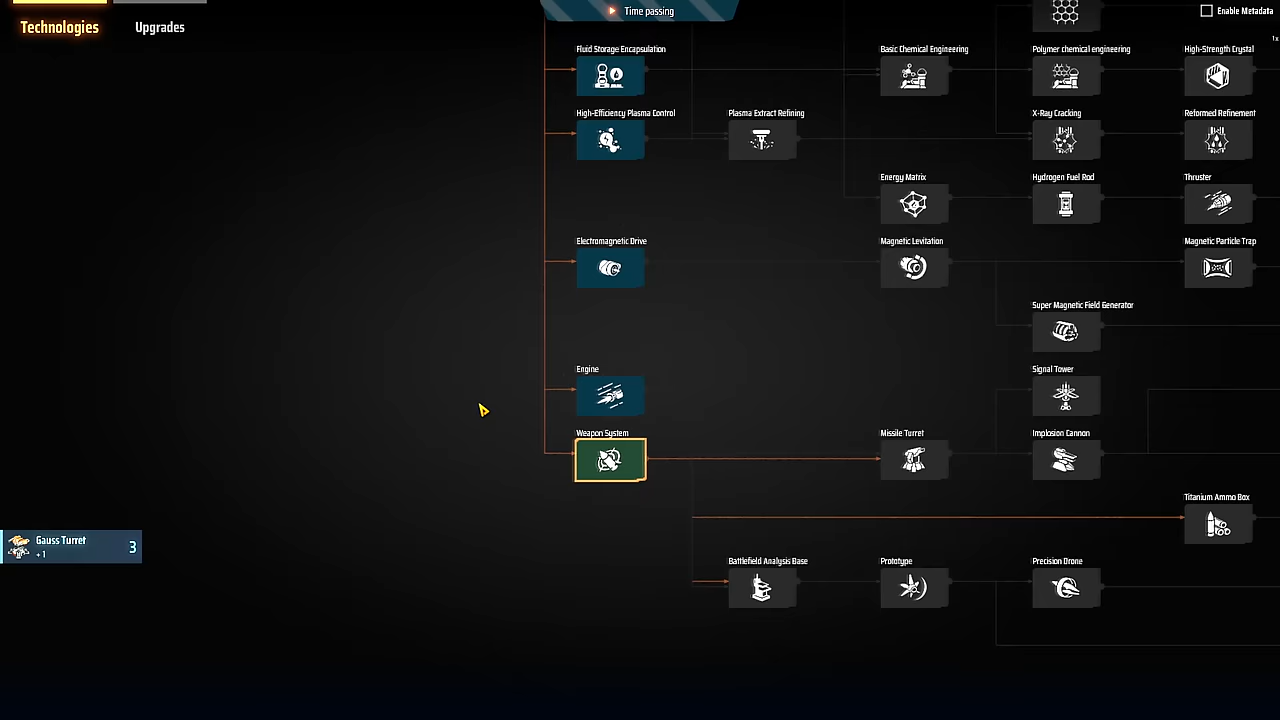 Technologies
Upgrades
Time passing
Enable Metadata
1x
Fluid Storage Encapsulation
Basic Chemical Engineering
Polymer chemical engineering
High-Strength Crystal
High-Efficiency Plasma Control
Plasma Extract Refining
X-Ray Cracking
Reformed Refinement
Energy Matrix
Hydrogen Fuel Rod
Thruster
Electromagnetic Drive
Magnetic Levitation
Magnetic Particle Trap
Super Magnetic Field Generator
Engine
Signal Tower
Weapon System
Missile Turret
Implosion Cannon
Titanium Ammo Box
Gauss Turret
+1
3
Battlefield Analysis Base
Prototype
Precision Drone